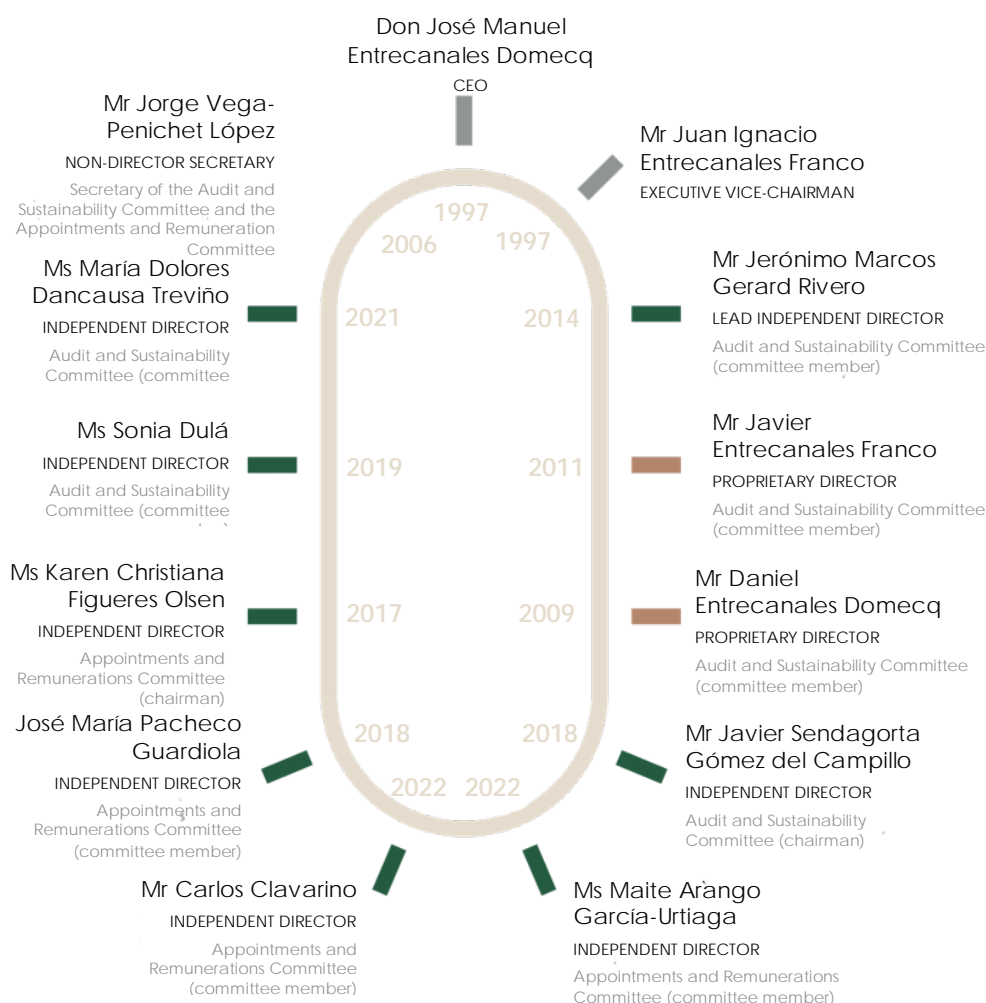 Don José Manuel
Entrecanales Domecq
CEO
Mr Jorge Vega-
Penichet López
NON-DIRECTOR SECRETARY
Secretary of the Audit and
Sustainability Committee and the
Appointments and Remuneration
Committee
Mr Juan Ignacio
Entrecanales Franco
EXECUTIVE VICE-CHAIRMAN
1997
2006
1997
Ms María Dolores
Dancausa Treviño
INDEPENDENT DIRECTOR
Audit and Sustainability
Committee (committee
2021
2014
Mr Jerónimo Marcos
Gerard Rivero
LEAD INDEPENDENT DIRECTOR
Audit and Sustainability Committee
(committee member)
Ms Sonia Dulá
INDEPENDENT DIRECTOR
Audit and Sustainability
Committee (committee
2019
2011
Mr Javier
Entrecanales Franco
PROPRIETARY DIRECTOR
Audit and Sustainability Committee
(committee member)
Ms Karen Christiana
Figueres Olsen
INDEPENDENT DIRECTOR
Appointments and
Remunerations Committee
(chairman)
2017
2009
Mr Daniel
Entrecanales Domecq
PROPRIETARY DIRECTOR
Audit and Sustainability Committee
(committee member)
José María Pacheco
Guardiola
INDEPENDENT DIRECTOR
Appointments and
Remunerations Committee
(committee member)
2018
2018
2022
2022
Mr Javier Sendagorta
Gómez del Campillo
INDEPENDENT DIRECTOR
Audit and Sustainability
Committee (chairman)
Mr Carlos Clavarino
INDEPENDENT DIRECTOR
Appointments and
Remunerations Committee
(committee member)
Ms Maite Arango
García-Urtiaga
INDEPENDENT DIRECTOR
Appointments and Remunerations
Committee (committee member)